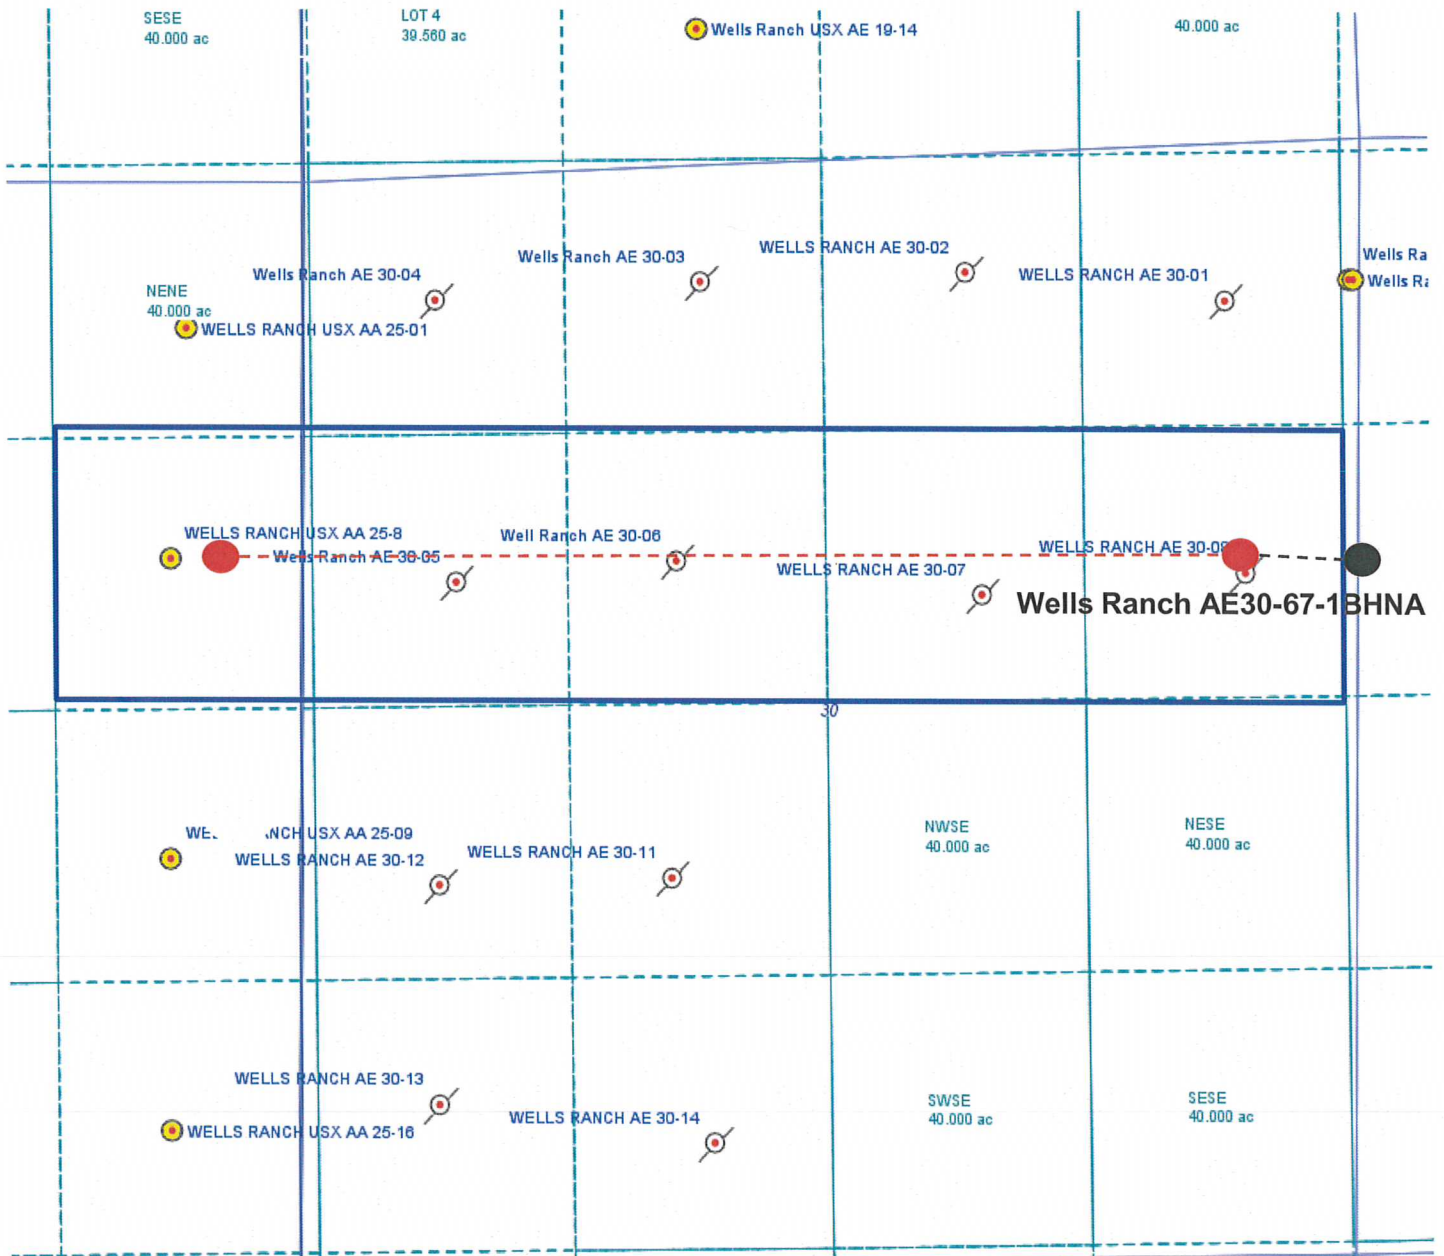 SESE
40.000 ac
LOT 4
39.560 ac
Wells Ranch USX AE 19-14
40.000 ac
Wells Ranch AE 30-04
Wells Ranch AE 30-03
WELLS RANCH AE 30-02
WELLS RANCH AE 30-01
Wells Ra
Wells Ra
NENE
40.000 ac
WELLS RANCH USX AA 25-01
WELLS RANCH USX AA 25-8
Wells Ranch AE 30-05
Well Ranch AE 30-06
WELLS RANCH AE 30-07
WELLS RANCH AE 30-08
Wells Ranch AE30-67-1BHNA
30
WE NCH USX AA 25-09
WELLS RANCH AE 30-12
WELLS RANCH AE 30-11
NWSE
40.000 ac
NESE
40.000 ac
WELLS RANCH AE 30-13
WELLS RANCH USX AA 25-16
WELLS RANCH AE 30-14
SWSE
40.000 ac
SESE
40.000 ac